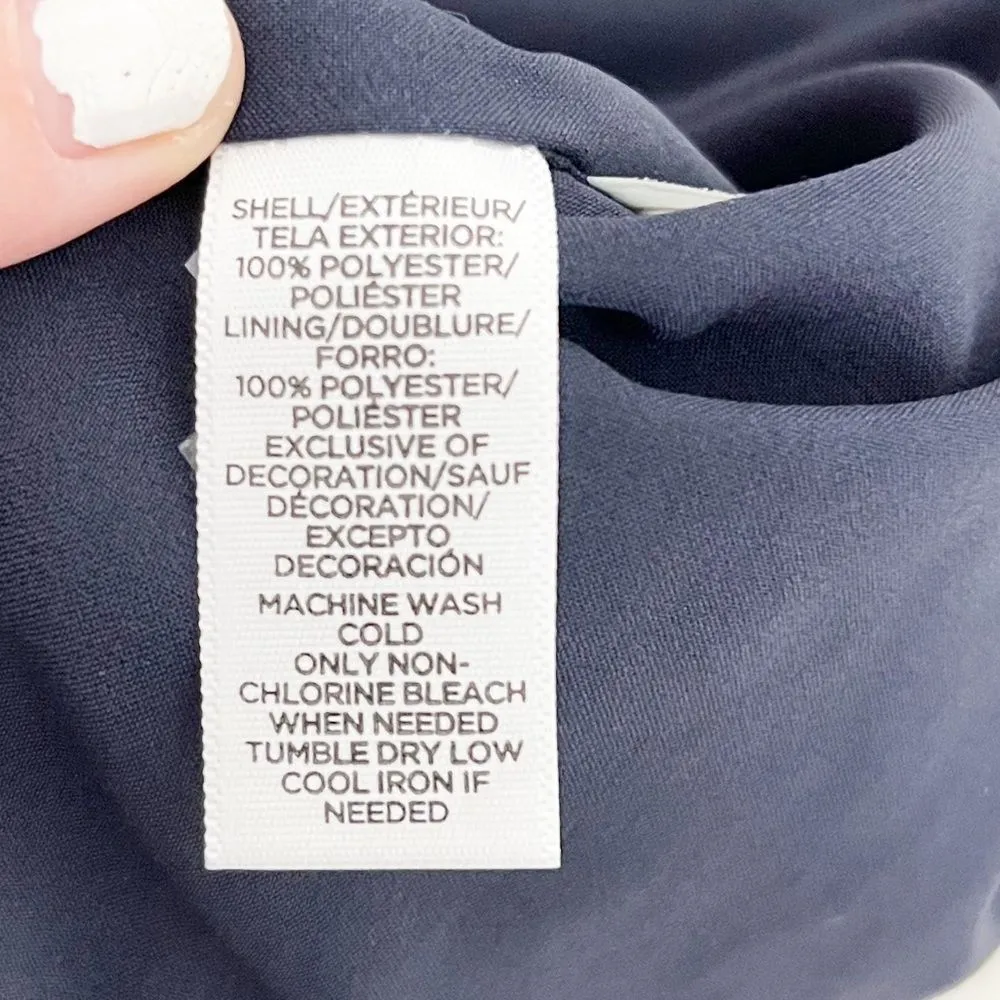 SHELL/EXTÉRIEUR/
TELA EXTERIOR:
100% POLYESTER/
POLIÉSTER
LINING/DOUBLURE/
FORRO:
100% POLYESTER/
POLIÉSTER
EXCLUSIVE OF
DECORATION/SAUF
DÉCORATION/
EXCEPTO
DECORACIÓN
MACHINE WASH
COLD
ONLY NON-
CHLORINE BLEACH
WHEN NEEDED
TUMBLE DRY LOW
COOL IRON IF
NEEDED